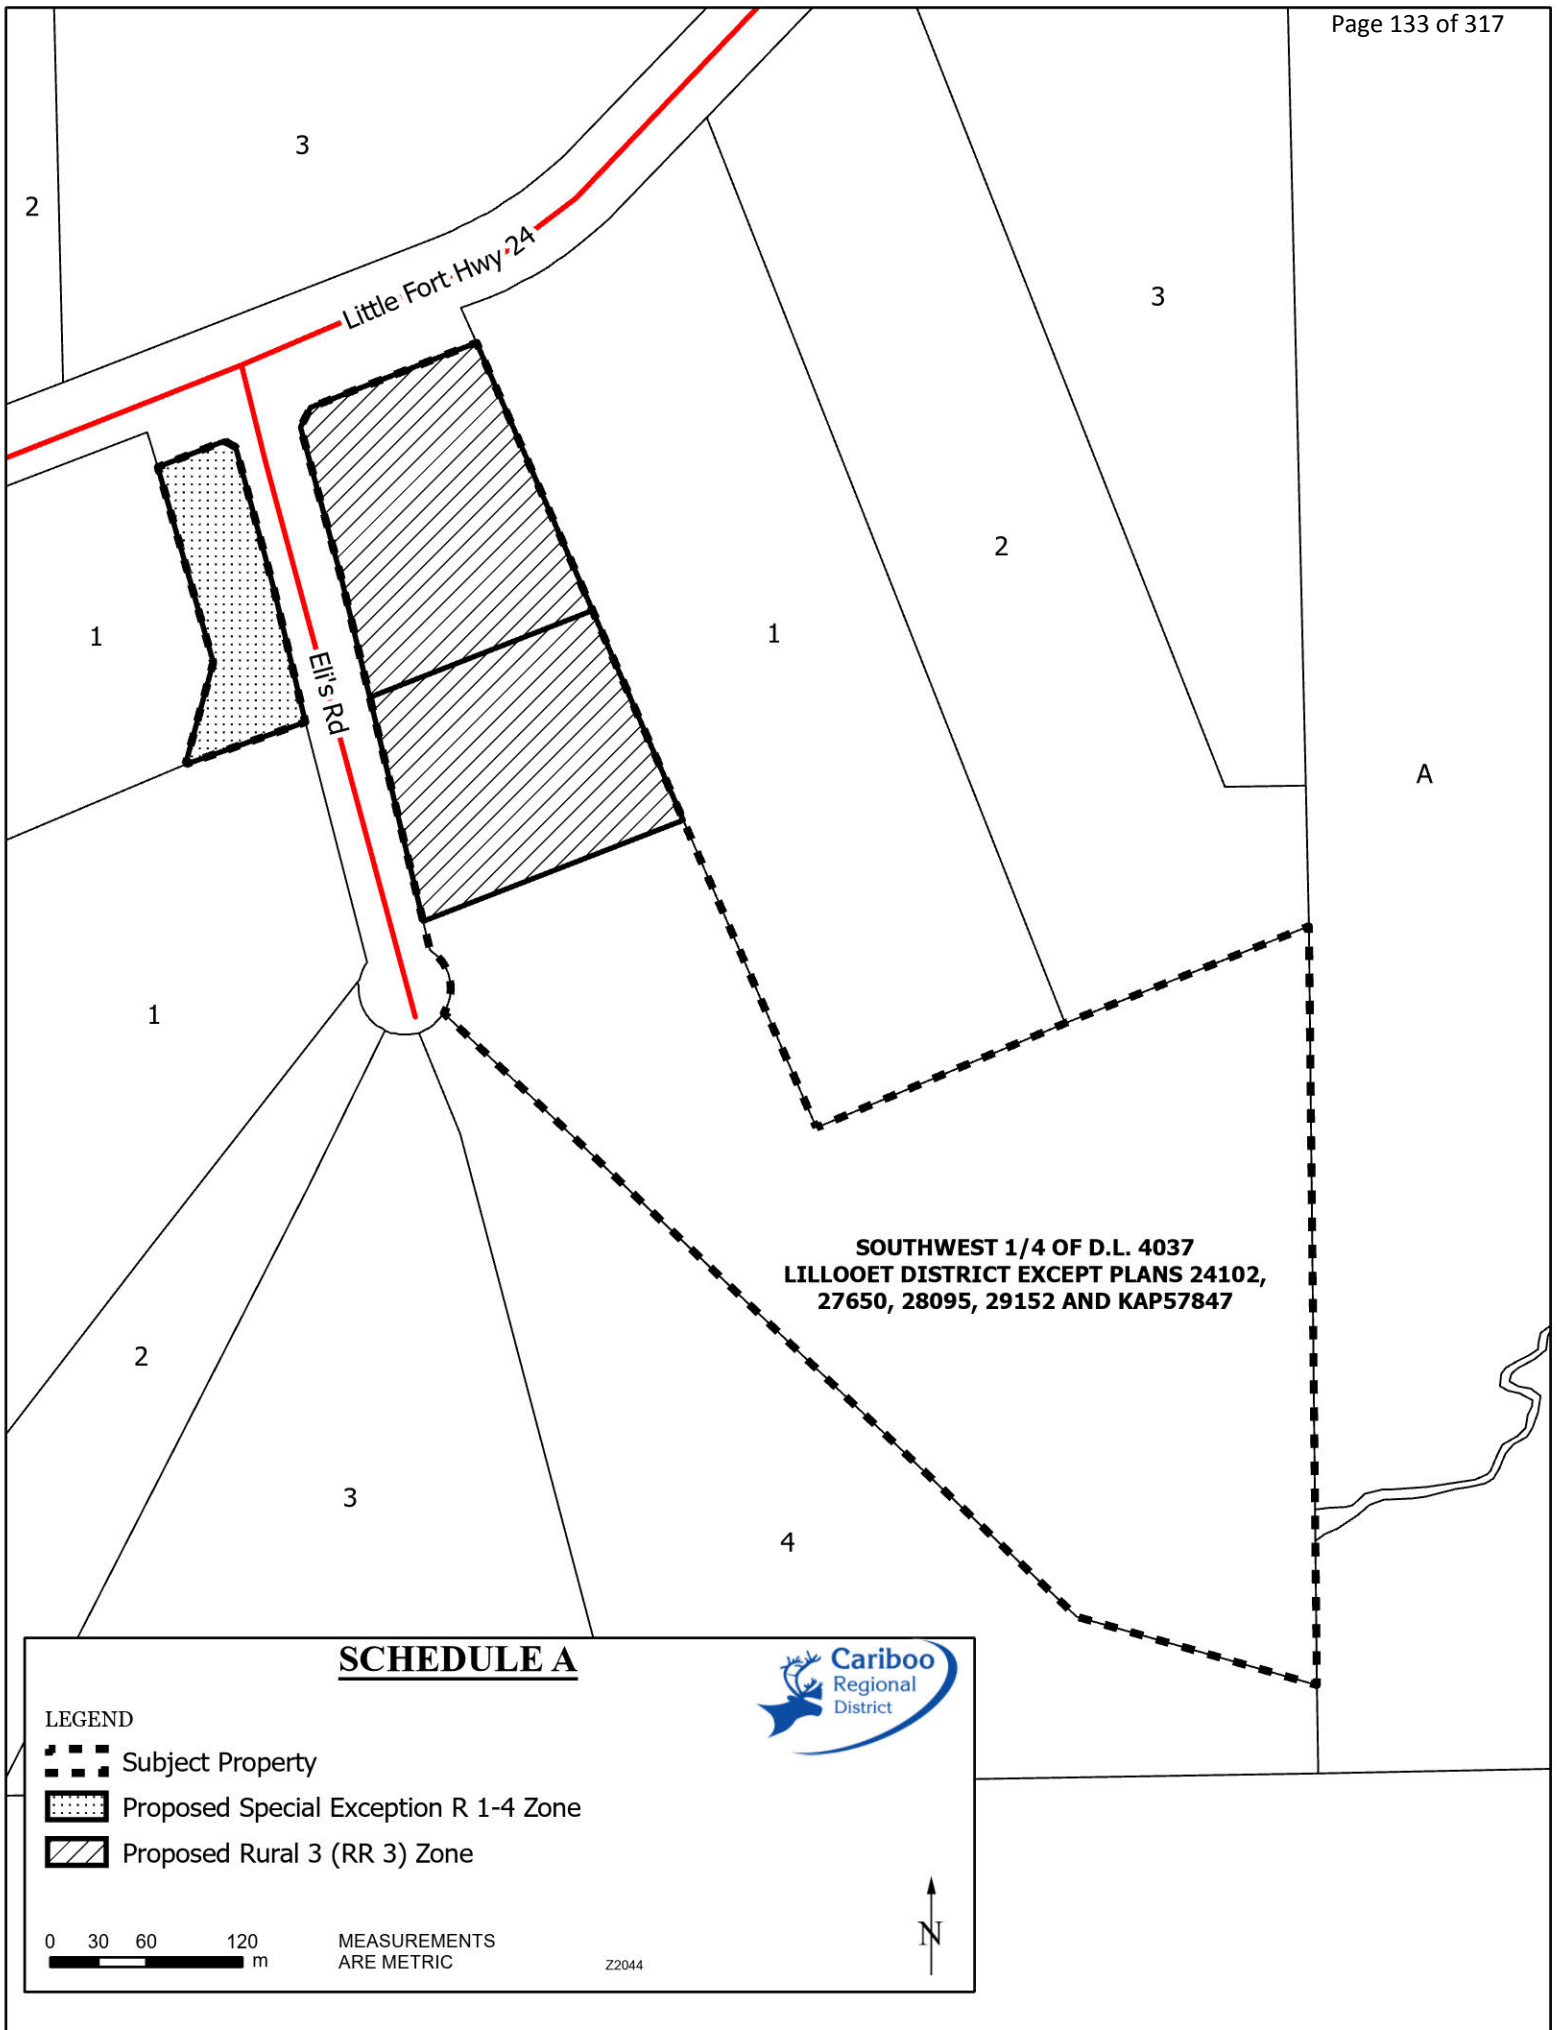 Page 133 of 317
3
2
Little Fort Hwy 24
3
2
1
1
Eli's Rd
A
1
SOUTHWEST 1/4 OF D.L. 4037
LILLOOET DISTRICT EXCEPT PLANS 24102,
27650, 28095, 29152 AND KAP57847
2
3
4
SCHEDULE A
Cariboo
Regional
District
LEGEND
Subject Property
Proposed Special Exception R 1-4 Zone
Proposed Rural 3 (RR 3) Zone
0 30 60 120
m
MEASUREMENTS
ARE METRIC
Z2044
N